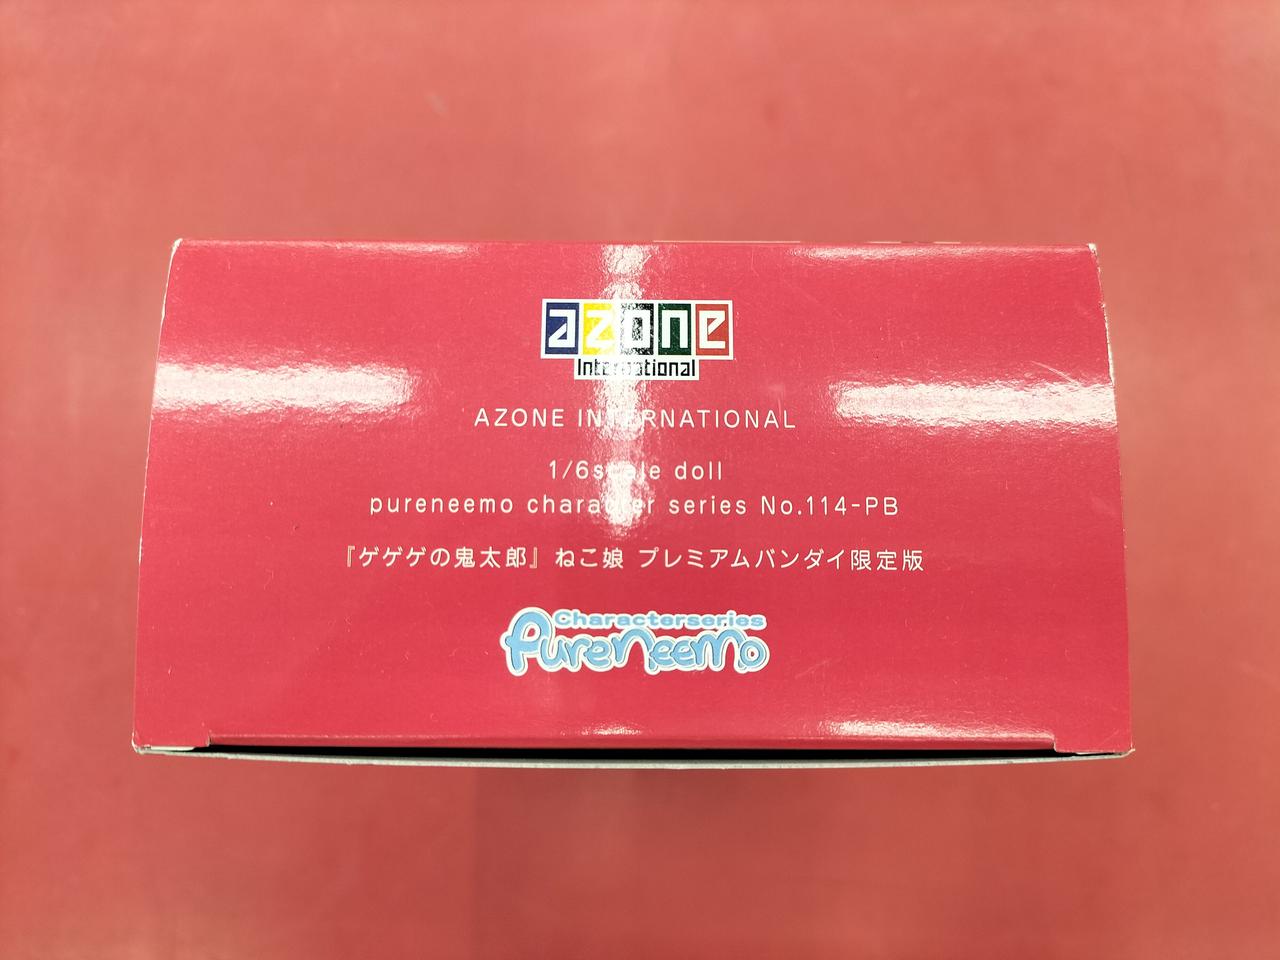 azone
International
AZONE INTERNATIONAL
1/6scale doll
pureneemo character series No.114-PB
『ゲゲゲの鬼太郎』 ねこ娘 プレミアムバンダイ限定版
Characterseries
PureNeemo